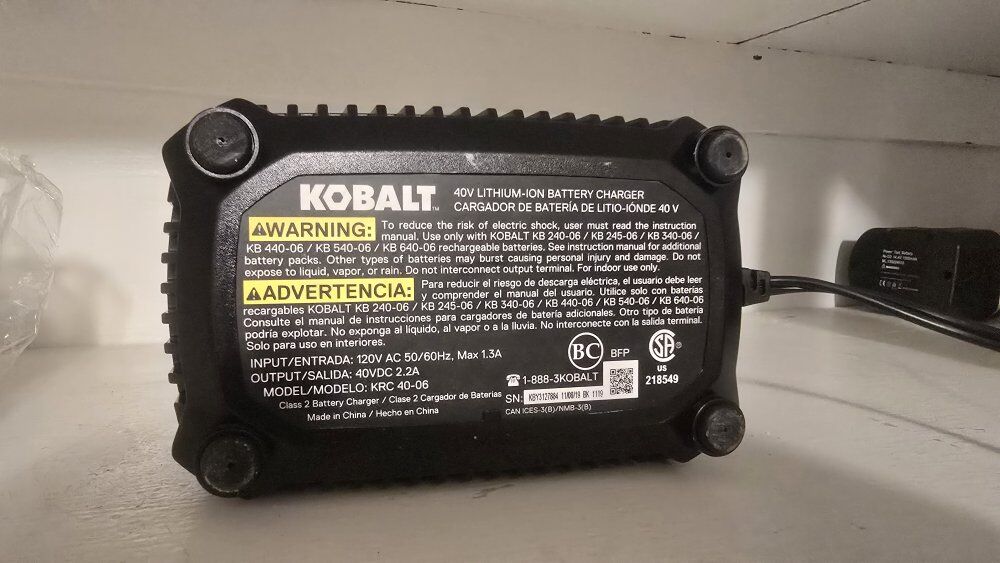 KOBALT™
40V LITHIUM-ION BATTERY CHARGER
CARGADOR DE BATERÍA DE LITIO-IÓNDE 40 V
WARNING: To reduce the risk of electric shock, user must read the instruction
manual. Use only with KOBALT KB 240-06 / KB 245-06 / KB 340-06 /
KB 440-06 / KB 540-06 / KB 640-06 rechargeable batteries. See instruction manual for additional
battery packs. Other types of batteries may burst causing personal injury and damage. Do not
expose to liquid, vapor, or rain. Do not interconnect output terminal. For indoor use only.
ADVERTENCIA: Para reducir el riesgo de descarga eléctrica, el usuario debe leer
y comprender el manual del usuario. Utilice solo con baterías
recargables KOBALT KB 240-06 / KB 245-06 / KB 340-06 / KB 440-06 / KB 540-06 / KB 640-06
Consulte el manual de instrucciones para cargadores de batería adicionales. Otro tipo de batería
podría explotar. No exponga al líquido, al vapor o a la lluvia. No interconecte con la salida terminal.
Solo para uso en interiores.
INPUT/ENTRADA: 120V AC 50/60Hz, Max 1.3A
OUTPUT/SALIDA: 40VDC 2.2A
MODEL/MODELO: KRC 40-06
Class 2 Battery Charger / Class 2 Cargador de Baterías
Made in China / Hecho en China
BC
BFP
SA®
US
218549
1-888-3KOBALT
SN: KBY3127884 11/09/19 BK 1119
CAN ICES-3(B)/NMB-3(B)